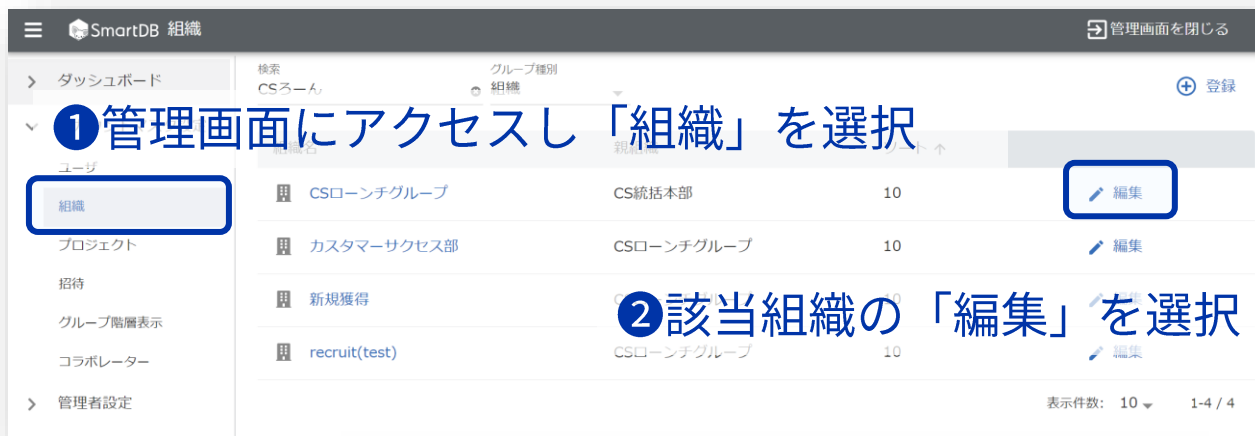 SmartDB 組織
管理画面を閉じる
ダッシュボード
検索
グループ種別
CSろーん
組織
登録
❶管理画面にアクセスし「組織」を選択
組織名
ソート ↑
ユーザ
組織
プロジェクト
招待
グループ階層表示
コラボレーター
管理者設定
CSローンチグループ CS統括本部 10 編集
カスタマーサクセス部 CSローンチグループ 10 編集
新規獲得
❷該当組織の「編集」を選択
recruit(test) CSローンチグループ 10 編集
表示件数: 10 1-4 / 4